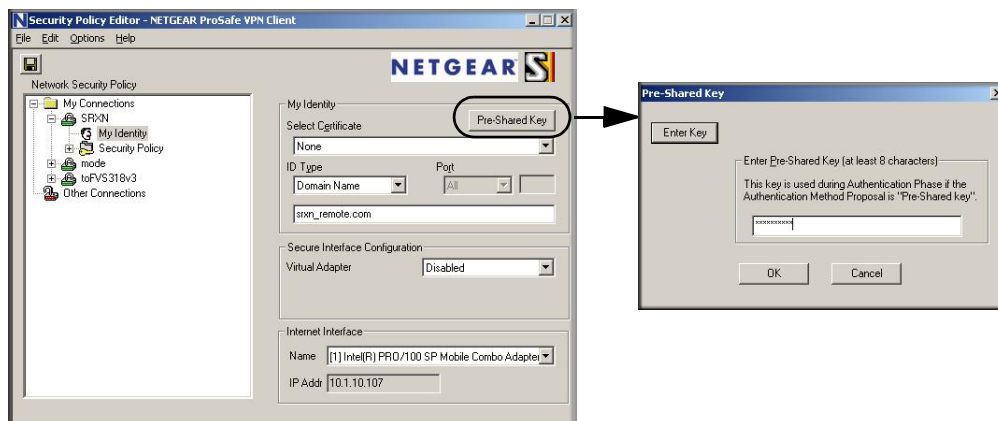 Security Policy Editor - NETGEAR ProSafe VPN Client
File Edit Options Help
NETGEAR
Network Security Policy
My Connections
SRXN
My Identity
Security Policy
mode
toFVS318v3
Other Connections
My Identity
Pre-Shared Key
Select Certificate
None
ID Type
Port
Domain Name
All
srxn_remote.com
Secure Interface Configuration
Virtual Adapter
Disabled
Internet Interface
Name
[1] Intel(R) PRO/100 SP Mobile Combo Adapter
IP Addr
10.1.10.107
Pre-Shared Key
Enter Key
Enter Pre-Shared Key (at least 8 characters)
This key is used during Authentication Phase if the
Authentication Method Proposal is "Pre-Shared key".
**********
OK
Cancel